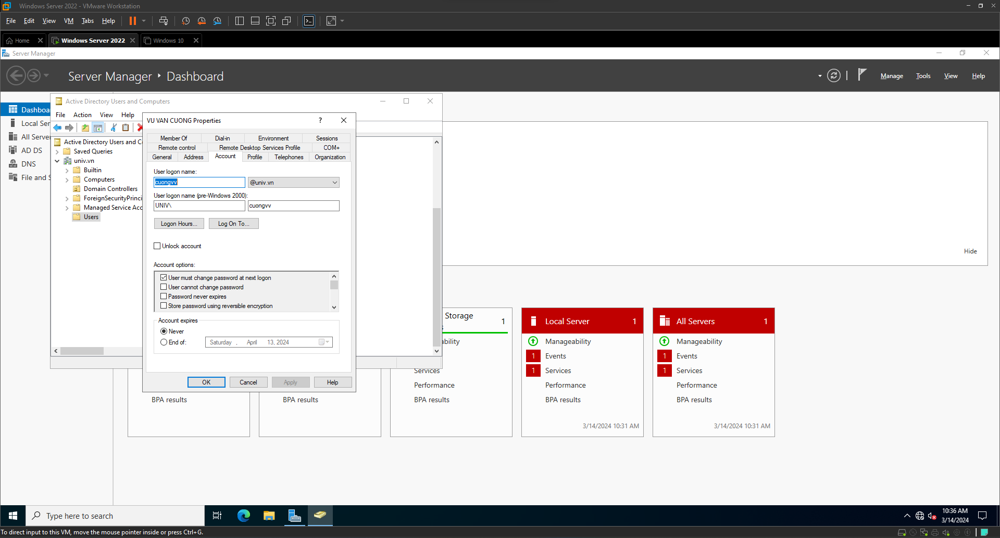 Windows Server 2022 - VMware Workstation
File Edit View VM Tabs Help
Home Windows Server 2022 Windows 10
Server Manager
Server Manager ‣ Dashboard
Manage Tools View Help
Dashboa
Local Ser
All Server
AD DS
DNS
File and S
Active Directory Users and Computers
File Action View Help
Active Directory Users and C
Saved Queries
univ.vn
Builtin
Computers
Domain Controllers
ForeignSecurityPrinci
Managed Service Acc
Users
VU VAN CUONG Properties
?
Member Of Dial-in Environment Sessions
Remote control Remote Desktop Services Profile COM+
General Address Account Profile Telephones Organization
User logon name:
cuongvv @univ.vn
User logon name (pre-Windows 2000):
UNIV\ cuongvv
Logon Hours... Log On To...
Unlock account
Account options:
User must change password at next logon
User cannot change password
Password never expires
Store password using reversible encryption
Account expires
Never
End of: Saturday , April 13, 2024
OK Cancel Apply Help
Hide
BPA results
BPA results
Storage 1
Services
Performance
BPA results
Local Server 1
Manageability
1 Events
1 Services
Performance
BPA results
3/14/2024 10:31 AM
All Servers 1
Manageability
1 Events
1 Services
Performance
BPA results
3/14/2024 10:31 AM
Type here to search
10:36 AM
3/14/2024
To direct input to this VM, move the mouse pointer inside or press Ctrl+G.